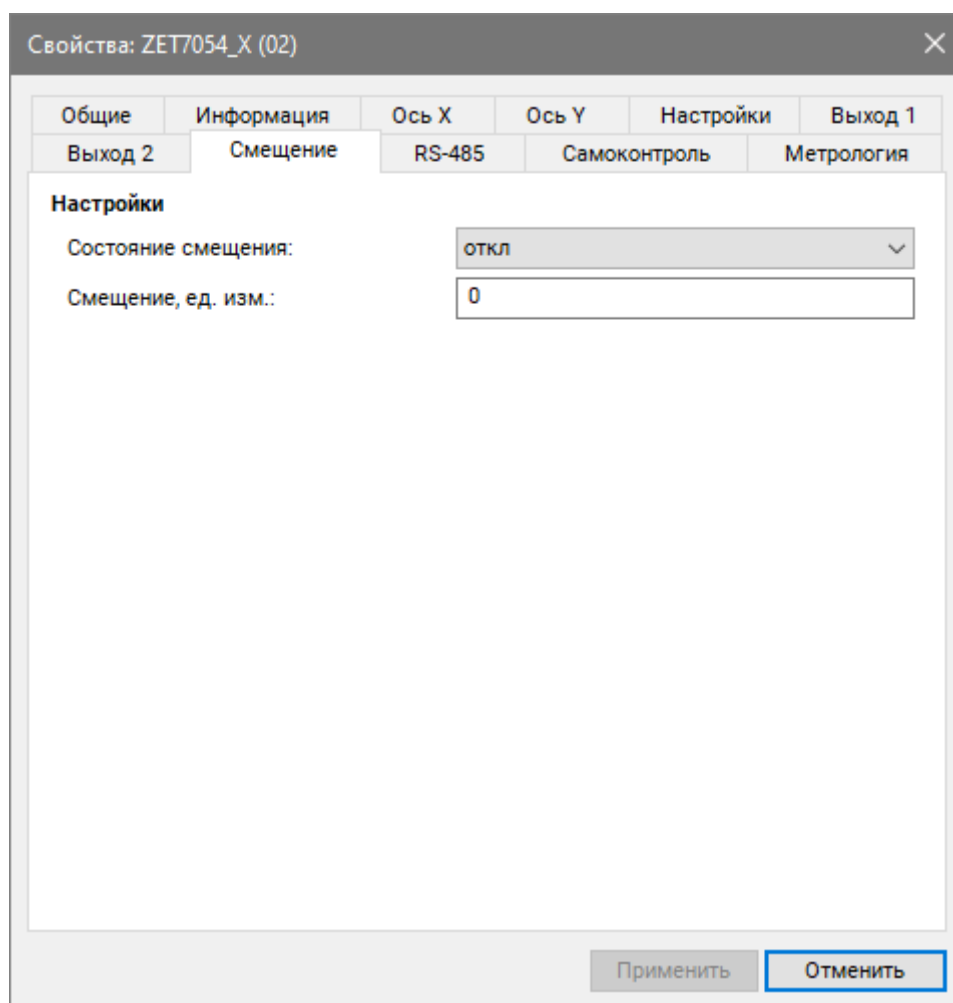 Свойства: ZET7054_X (02)
Общие Информация Ось X Ось Y Настройки Выход 1
Выход 2 Смещение RS-485 Самоконтроль Метрология
Настройки
Состояние смещения: откл
Смещение, ед. изм.: 0
Применить Отменить